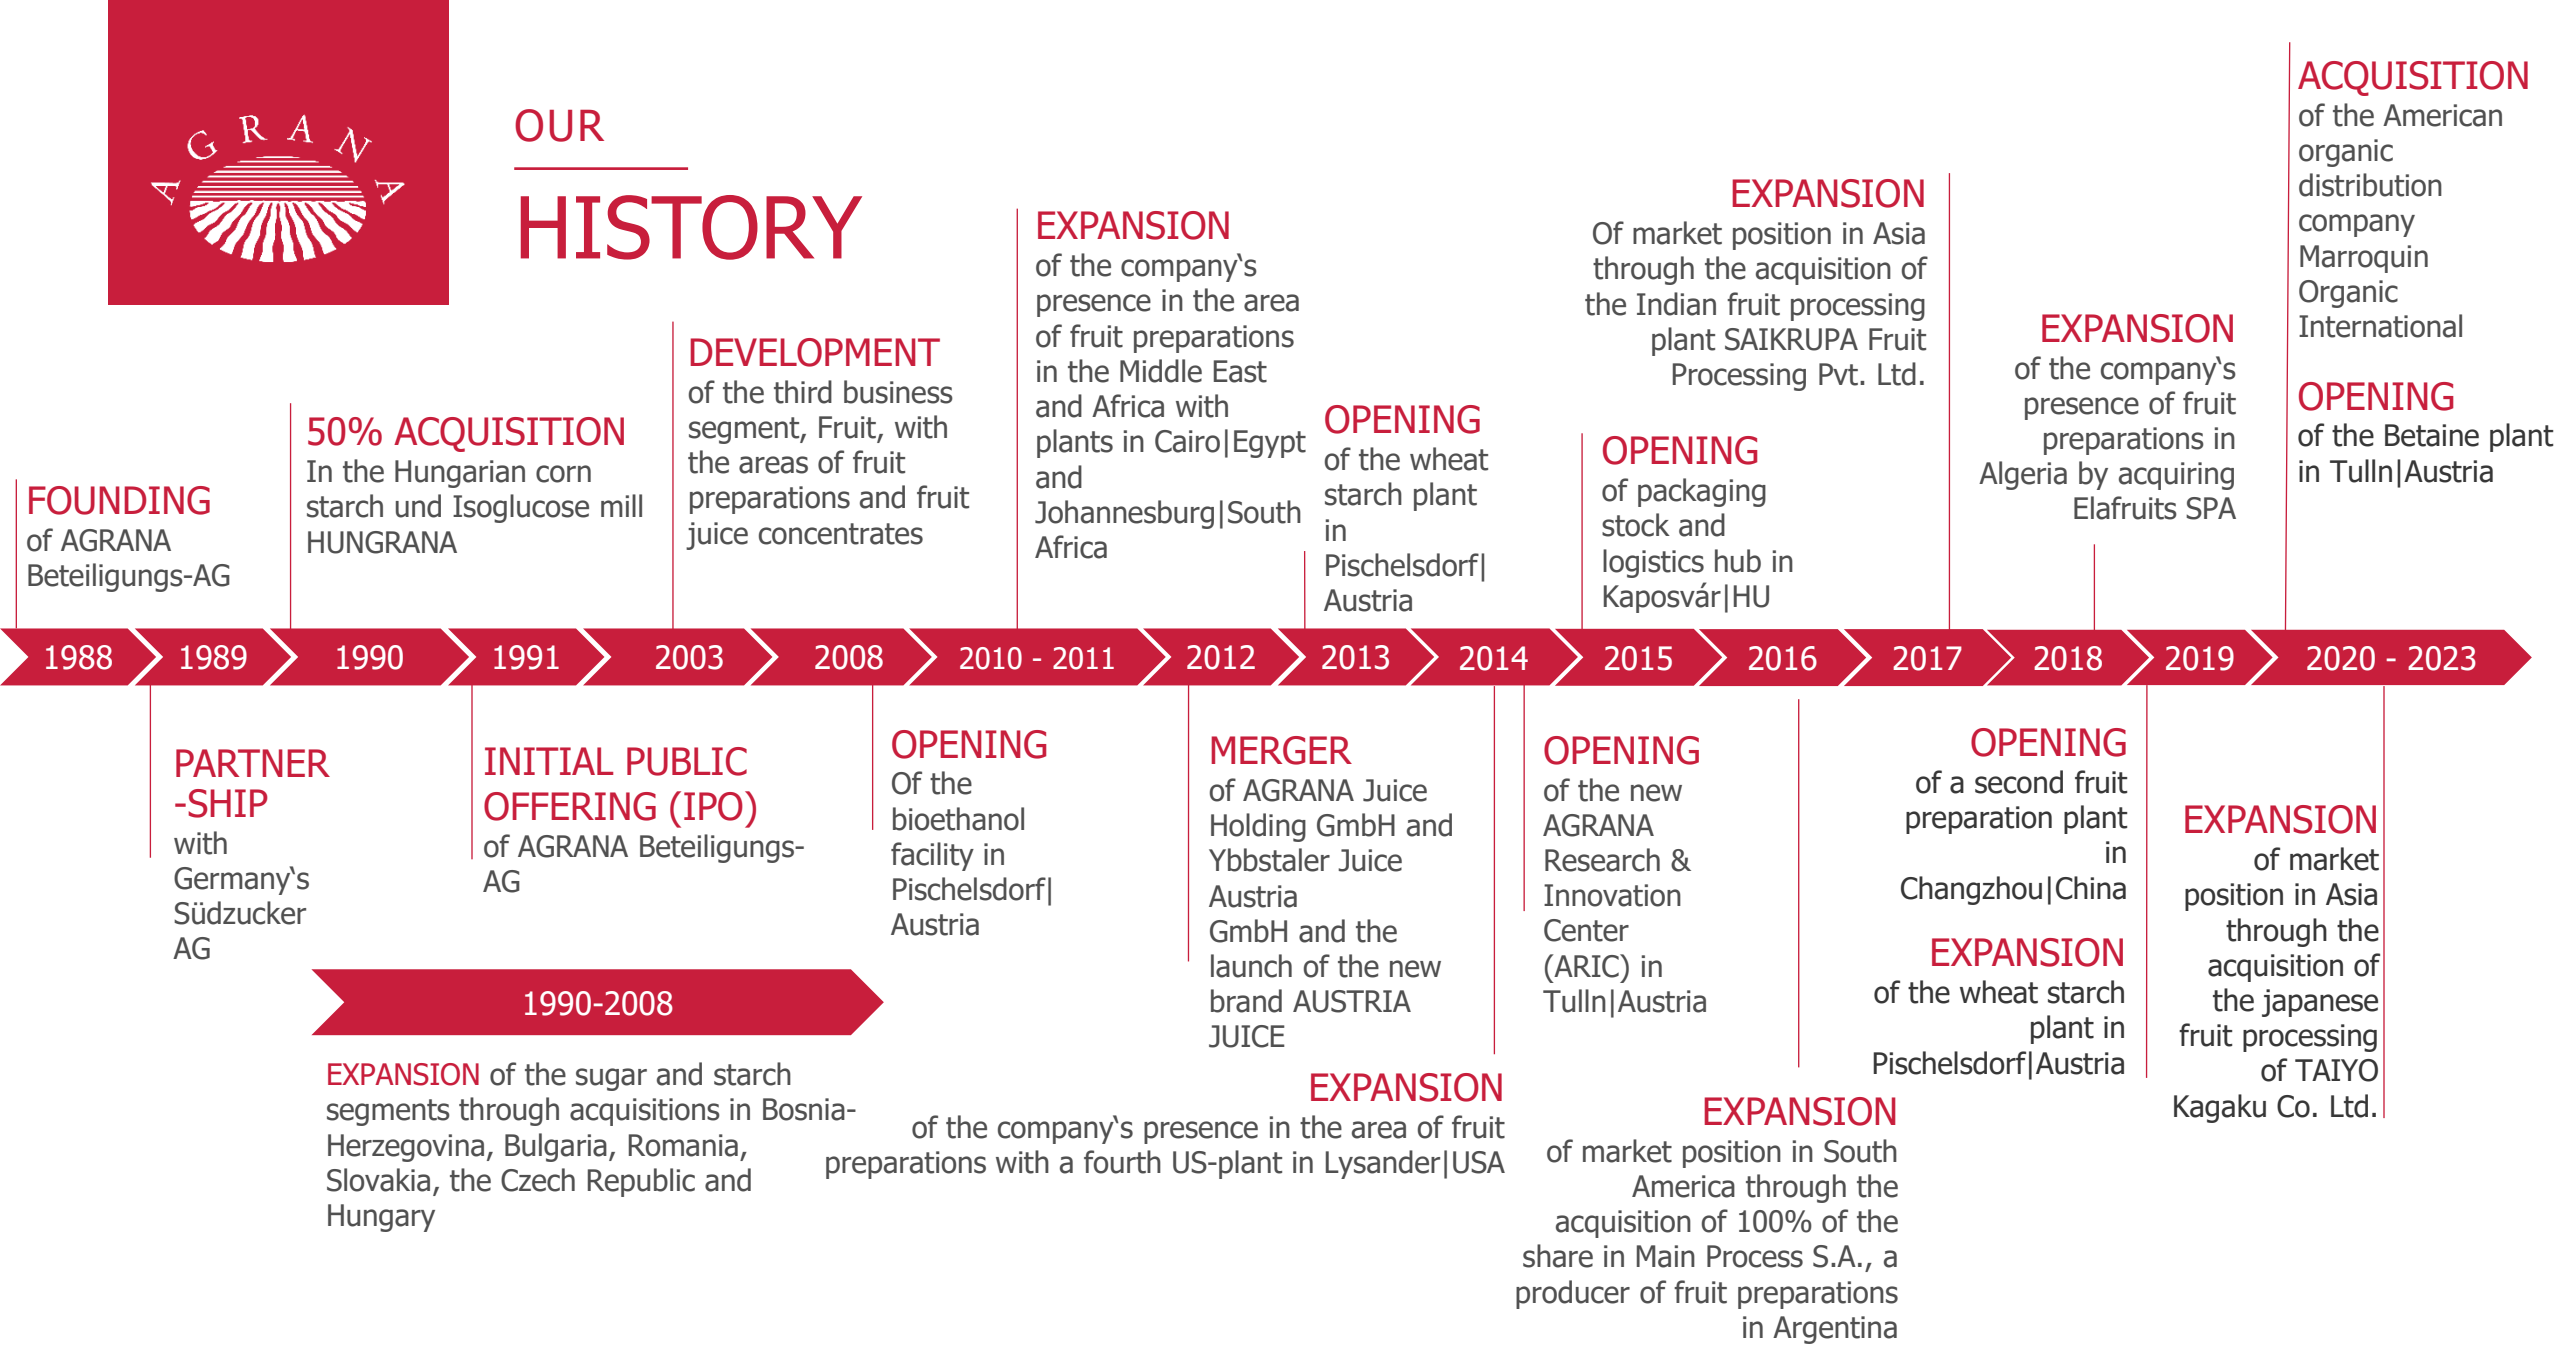 AGRANA
OUR
HISTORY
FOUNDING
of AGRANA
Beteiligungs-AG
50% ACQUISITION
In the Hungarian corn
starch und Isoglucose mill
HUNGRANA
DEVELOPMENT
of the third business
segment, Fruit, with
the areas of fruit
preparations and fruit
juice concentrates
EXPANSION
of the company‘s
presence in the area
of fruit preparations
in the Middle East
and Africa with
plants in Cairo|Egypt
and
Johannesburg|South
Africa
OPENING
of the wheat
starch plant
in
Pischelsdorf|
Austria
EXPANSION
Of market position in Asia
through the acquisition of
the Indian fruit processing
plant SAIKRUPA Fruit
Processing Pvt. Ltd.
OPENING
of packaging
stock and
logistics hub in
Kaposvár|HU
EXPANSION
of the company‘s
presence of fruit
preparations in
Algeria by acquiring
Elafruits SPA
ACQUISITION
of the American
organic
distribution
company
Marroquin
Organic
International
OPENING
of the Betaine plant
in Tulln|Austria
1988 1989 1990 1991 2003 2008 2010 - 2011 2012 2013 2014 2015 2016 2017 2018 2019 2020 - 2023
PARTNER
-SHIP
with
Germany‘s
Südzucker
AG
INITIAL PUBLIC
OFFERING (IPO)
of AGRANA Beteiligungs-
AG
OPENING
Of the
bioethanol
facility in
Pischelsdorf|
Austria
1990-2008
EXPANSION of the sugar and starch
segments through acquisitions in Bosnia-
Herzegovina, Bulgaria, Romania,
Slovakia, the Czech Republic and
Hungary
MERGER
of AGRANA Juice
Holding GmbH and
Ybbstaler Juice
Austria
GmbH and the
launch of the new
brand AUSTRIA
JUICE
EXPANSION
of the company‘s presence in the area of fruit
preparations with a fourth US-plant in Lysander|USA
OPENING
of the new
AGRANA
Research &
Innovation
Center
(ARIC) in
Tulln|Austria
EXPANSION
of market position in South
America through the
acquisition of 100% of the
share in Main Process S.A., a
producer of fruit preparations
in Argentina
OPENING
of a second fruit
preparation plant
in
Changzhou|China
EXPANSION
of the wheat starch
plant in
Pischelsdorf|Austria
EXPANSION
of market
position in Asia
through the
acquisition of
the japanese
fruit processing
of TAIYO
Kagaku Co. Ltd.